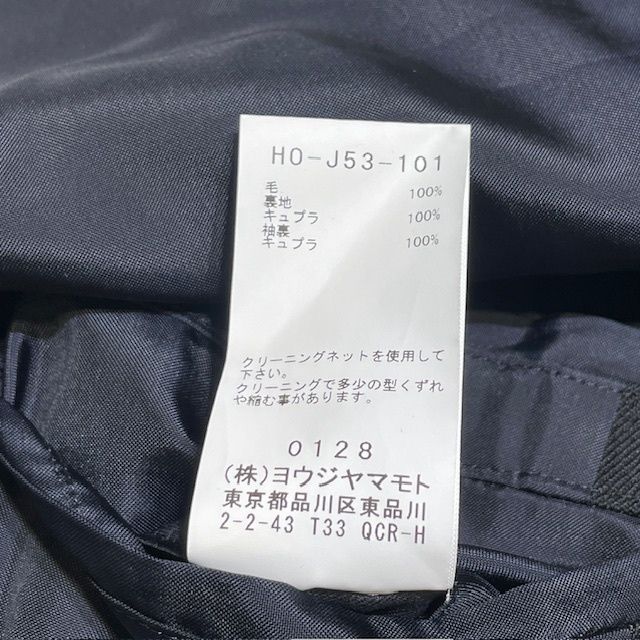 HO-J53-101
毛 100%
裏地
キュプラ 100%
袖裏
キュプラ 100%
クリーニングネットを使用して
下さい。
クリーニングで多少の型くずれ
や縮む事があります。
0128
(株)ヨウジヤマモト
東京都品川区東品川
2-2-43 T33 QCR-H